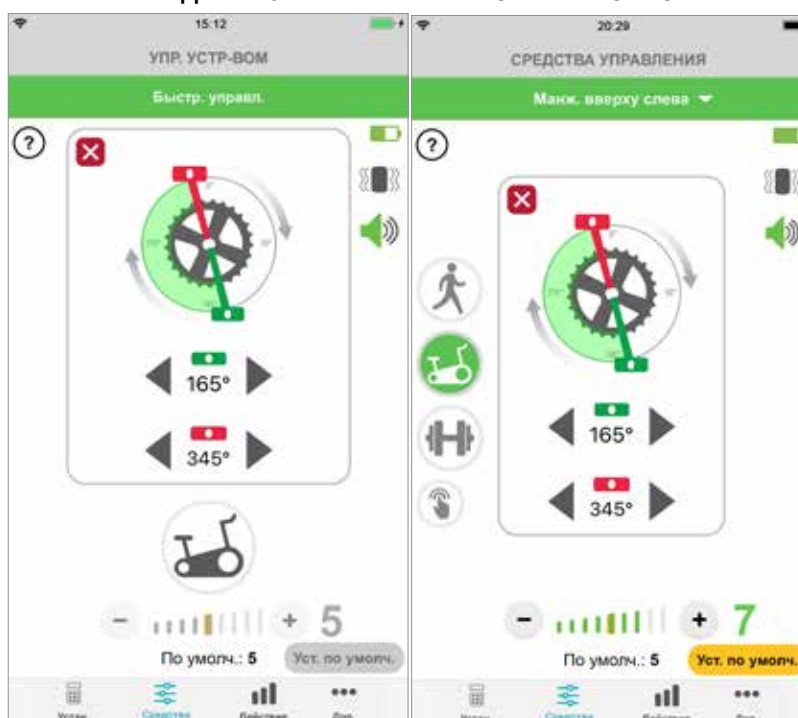 15:12
УПР. УСТР-ВОМ
Быстр. управл.
?
165°
345°
5
По умолч.: 5
Уст. по умолч.
20:29
СРЕДСТВА УПРАВЛЕНИЯ
Манж. вверху слева
?
165°
345°
7
По умолч.: 5
Уст. по умолч.